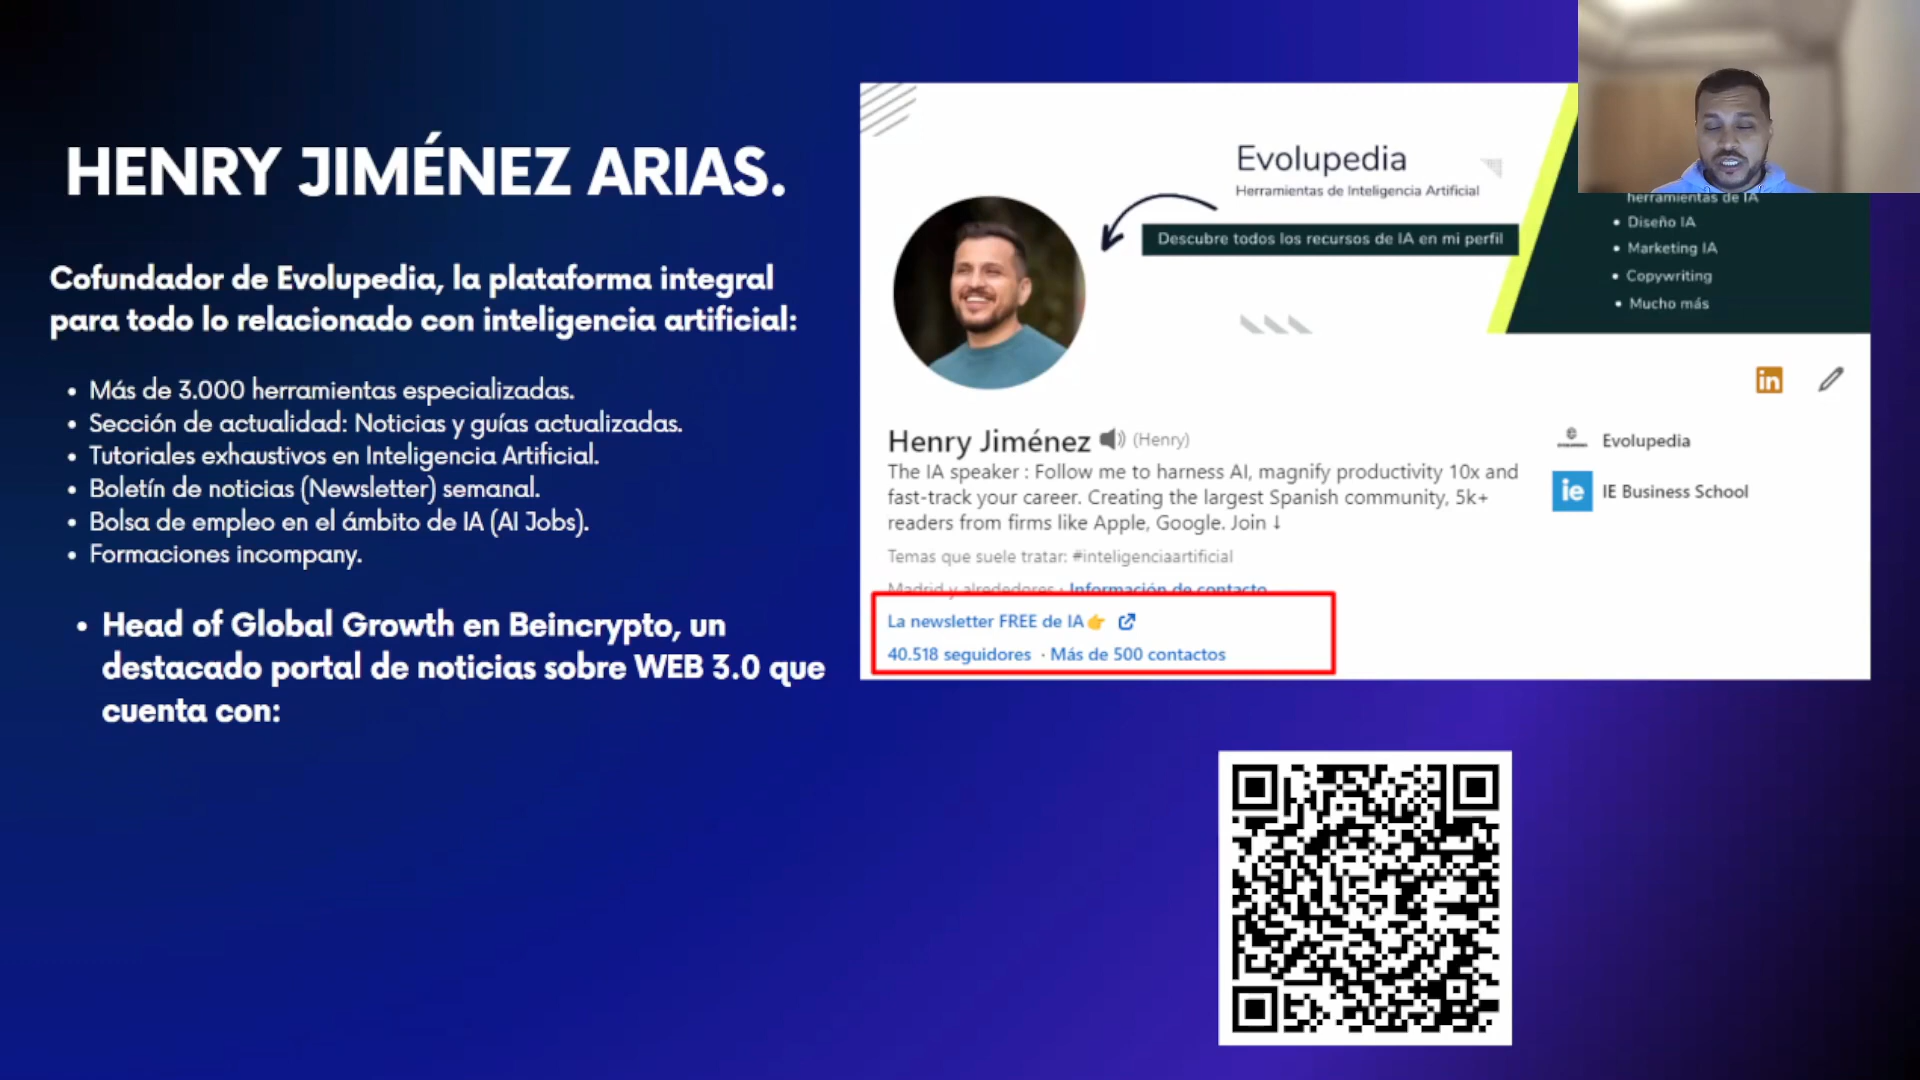 HENRY JIMÉNEZ ARIAS.
Cofundador de Evolupedia, la plataforma integral
para todo lo relacionado con inteligencia artificial:
• Más de 3.000 herramientas especializadas.
• Sección de actualidad: Noticias y guías actualizadas.
• Tutoriales exhaustivos en Inteligencia Artificial.
• Boletín de noticias (Newsletter) semanal.
• Bolsa de empleo en el ámbito de IA (AI Jobs).
• Formaciones incompany.
• Head of Global Growth en Beincrypto, un
destacado portal de noticias sobre WEB 3.0 que
cuenta con:
Evolupedia
Herramientas de Inteligencia Artificial
Descubre todos los recursos de IA en mi perfil
herramientas de IA
• Diseño IA
• Marketing IA
• Copywriting
• Mucho más
in
Henry Jiménez (Henry)
The IA speaker : Follow me to harness AI, magnify productivity 10x and
fast-track your career. Creating the largest Spanish community, 5k+
readers from firms like Apple, Google. Join ↓
Temas que suele tratar: #inteligenciaartificial
Madrid y alrededores · Información de contacto
La newsletter FREE de IA👉
40.518 seguidores · Más de 500 contactos
Evolupedia
ie IE Business School